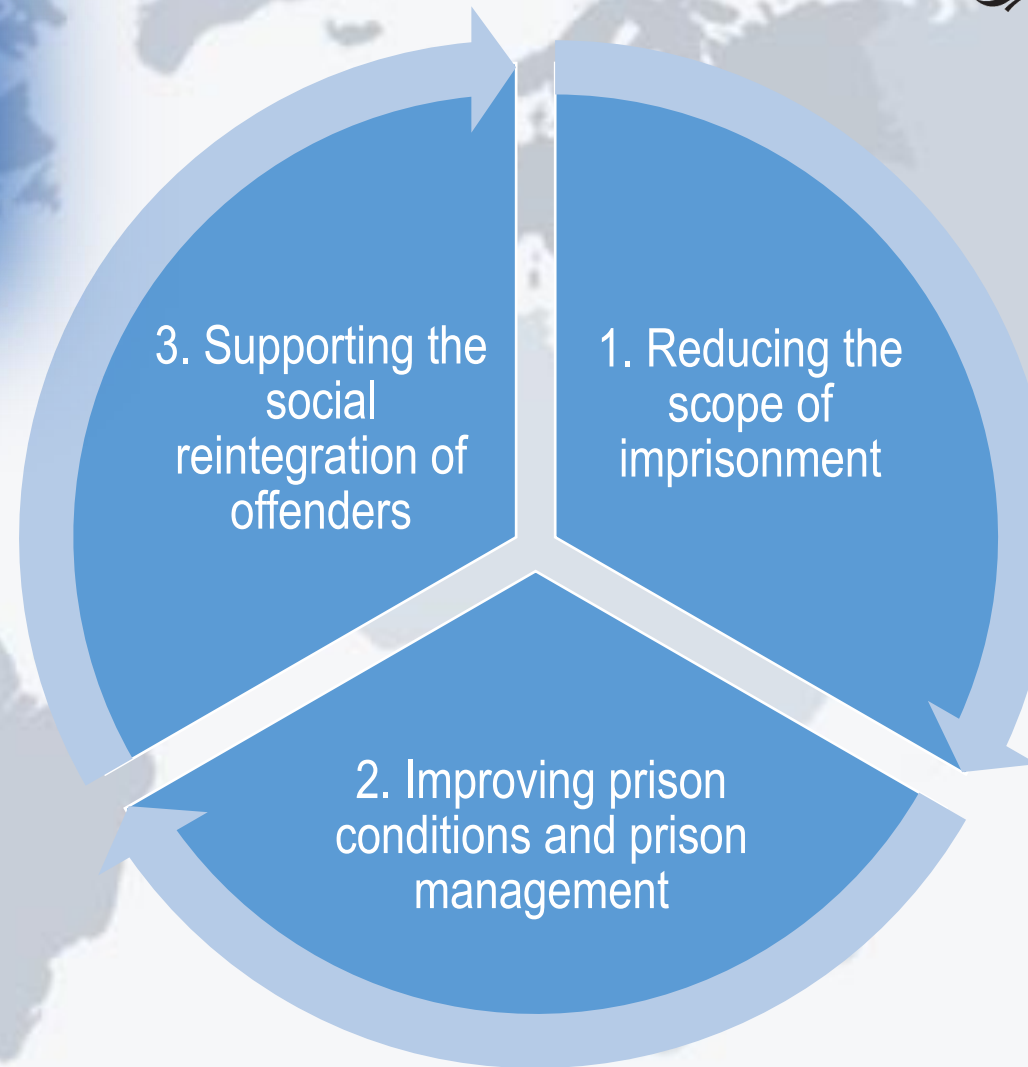 1. Reducing the
scope of
imprisonment
2. Improving prison
conditions and prison
management
3. Supporting the
social
reintegration of
offenders